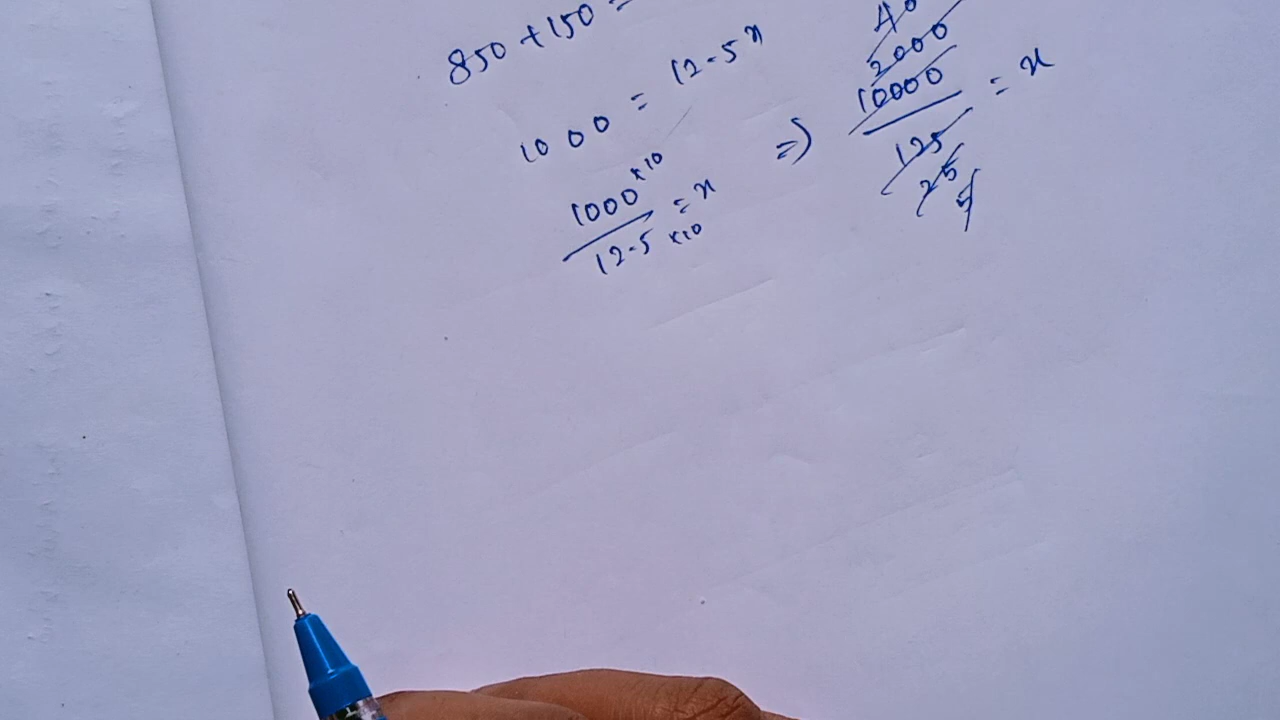 850 + 150 =
1000 = 12.5x
1000 × 10 / 12.5 × 10 = x
=> 10000 / 125 = x
2000
40
25
5